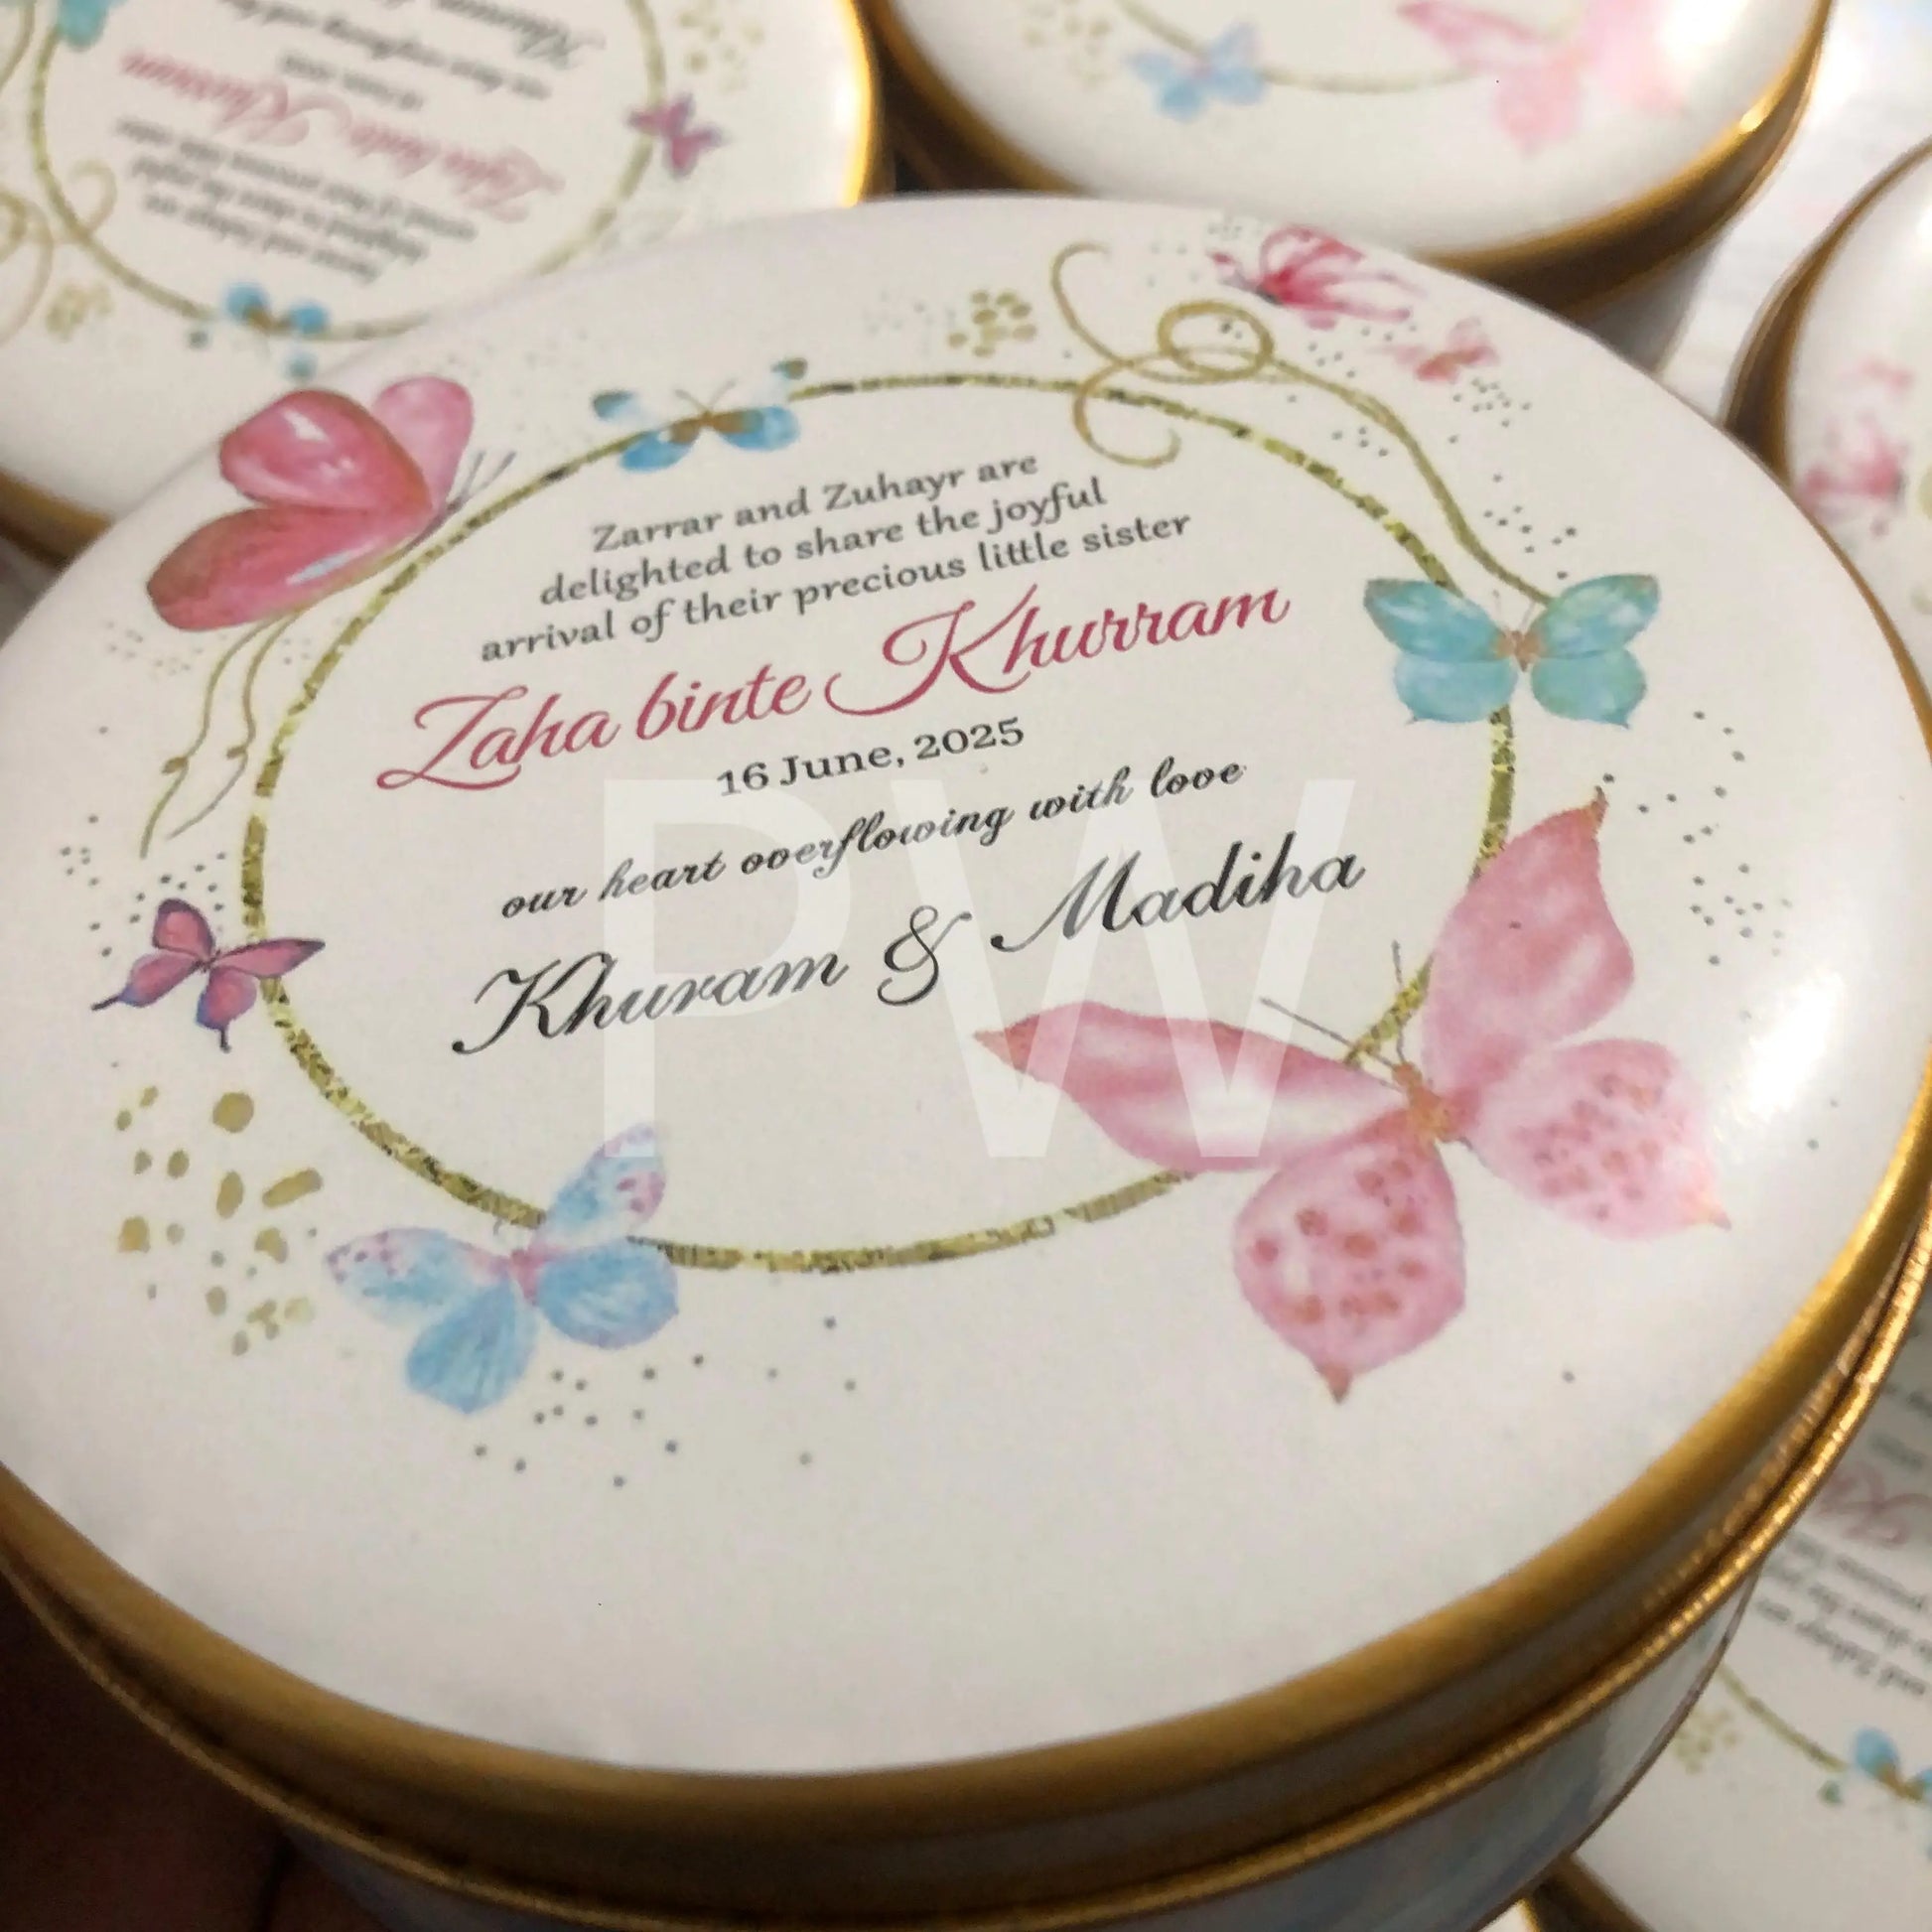 Zarrar and Zuhayr are
delighted to share the joyful
arrival of their precious little sister
Zaha binte Khurram
16 June, 2025
our heart overflowing with love
Khuram & Madiha
PW